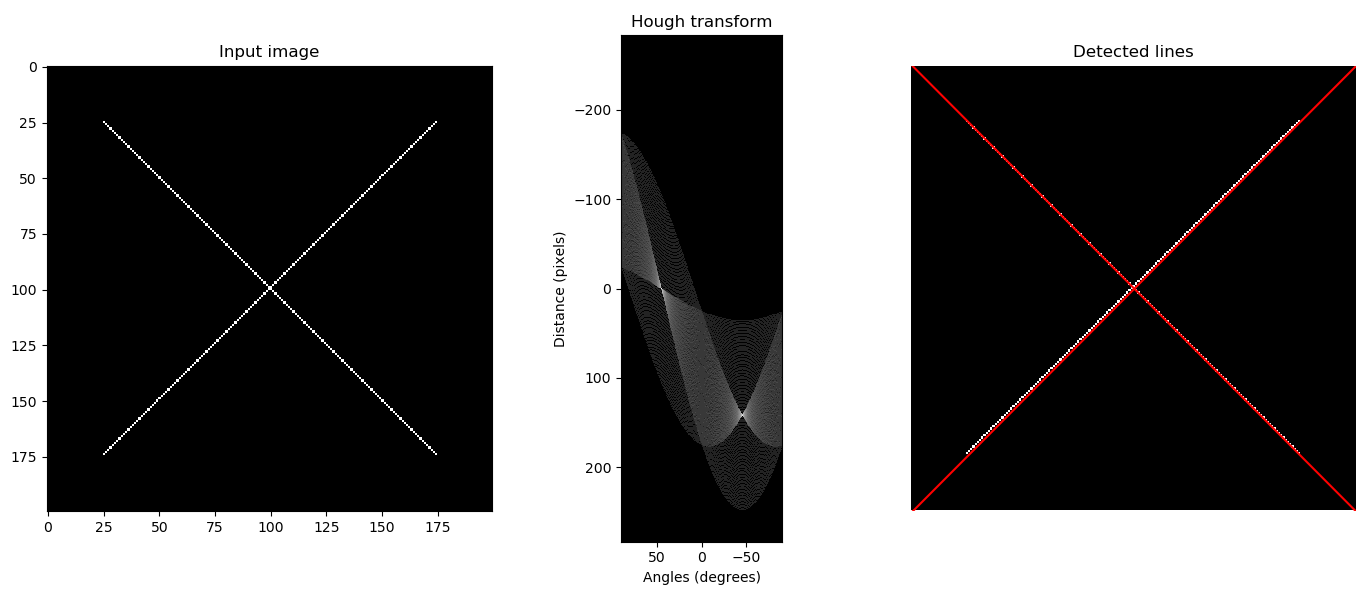 Input image
0
25
50
75
100
125
150
175
0 25 50 75 100 125 150 175
Hough transform
Distance (pixels)
−200
−100
0
100
200
50 0 −50
Angles (degrees)
Detected lines